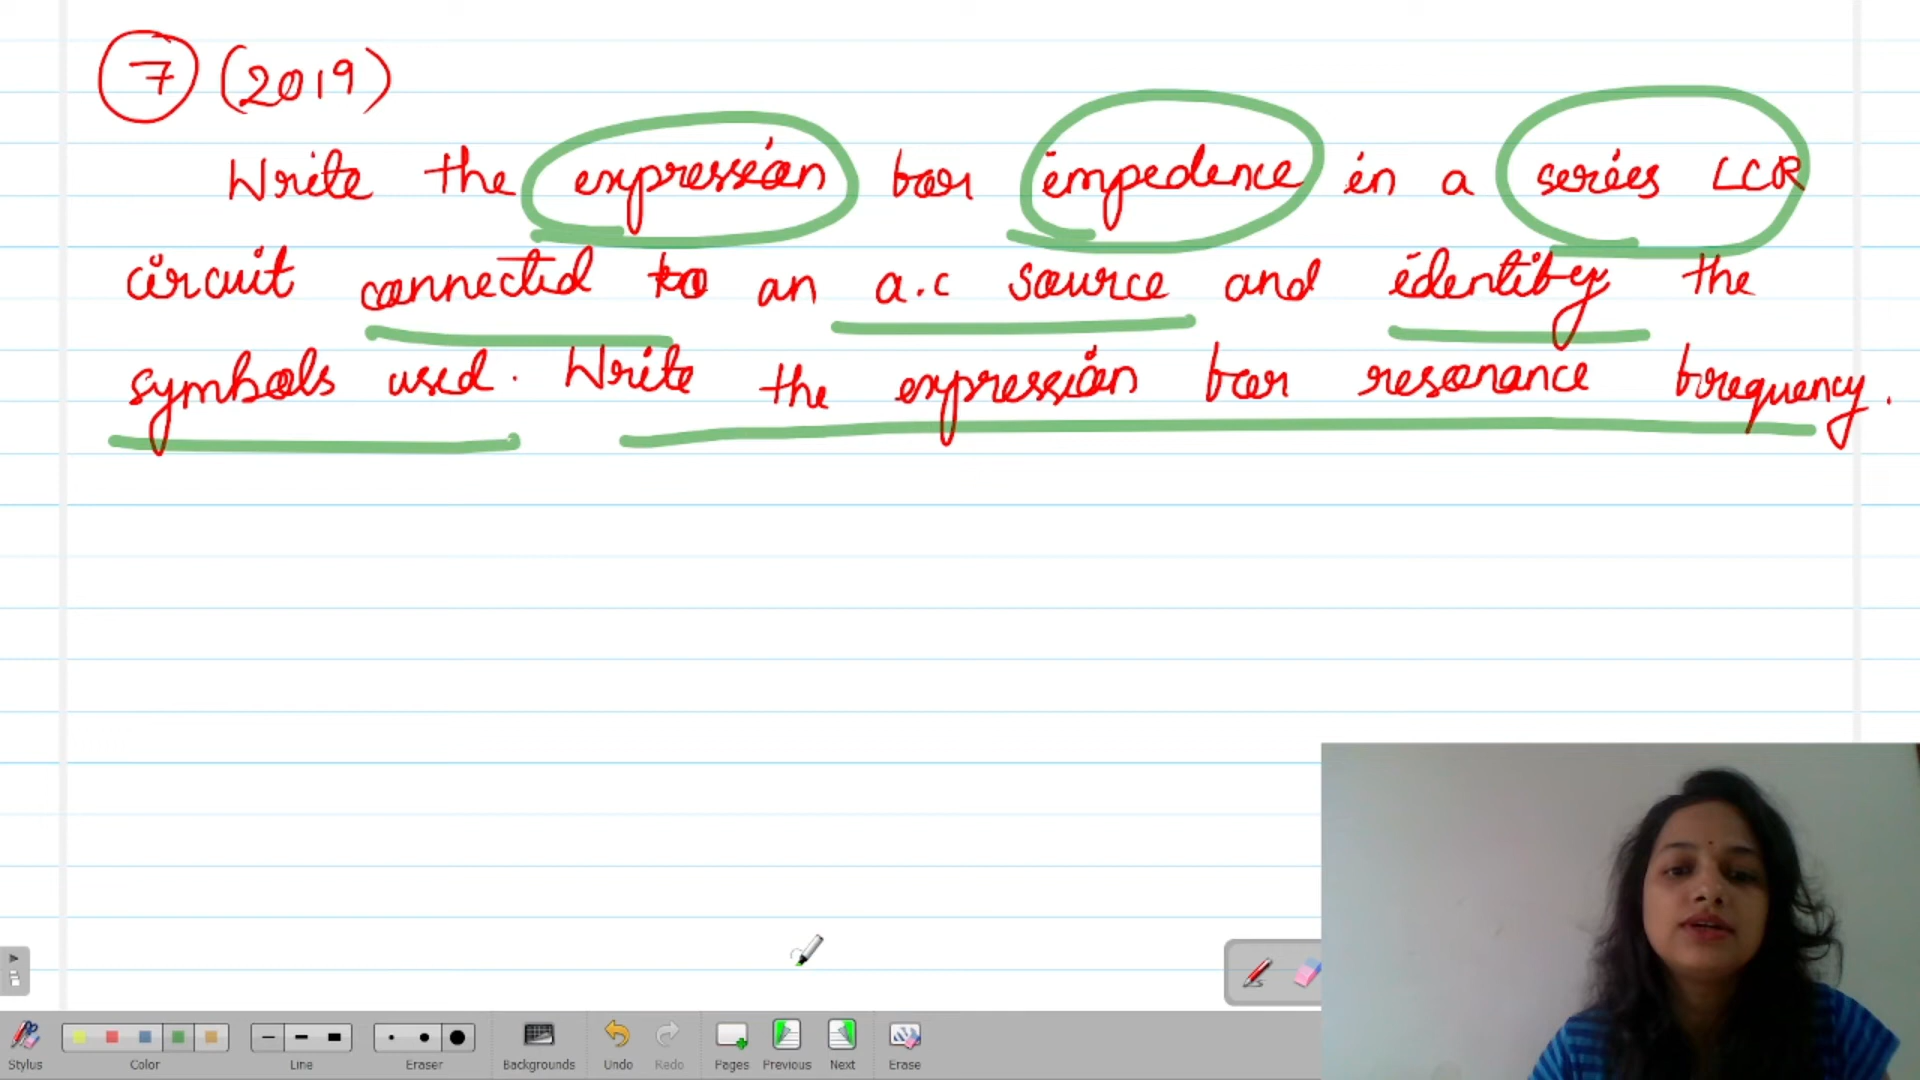 7 (2019)
Write the expression for impedence in a series LCR
circuit connected to an a.c source and identify the
symbols used. Write the expression for resonance frequency.
Stylus Color Line Eraser Backgrounds Undo Redo Pages Previous Next Erase